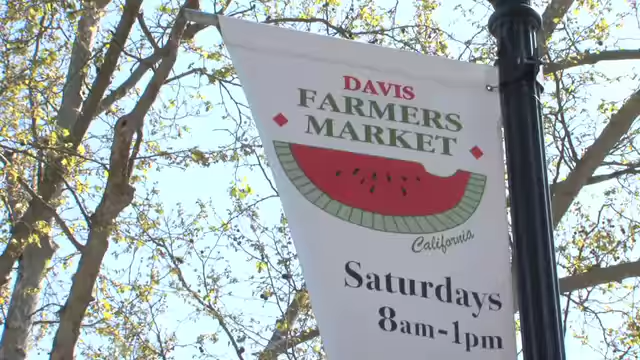 DAVIS
FARMERS
MARKET
California
Saturdays
8am-1pm